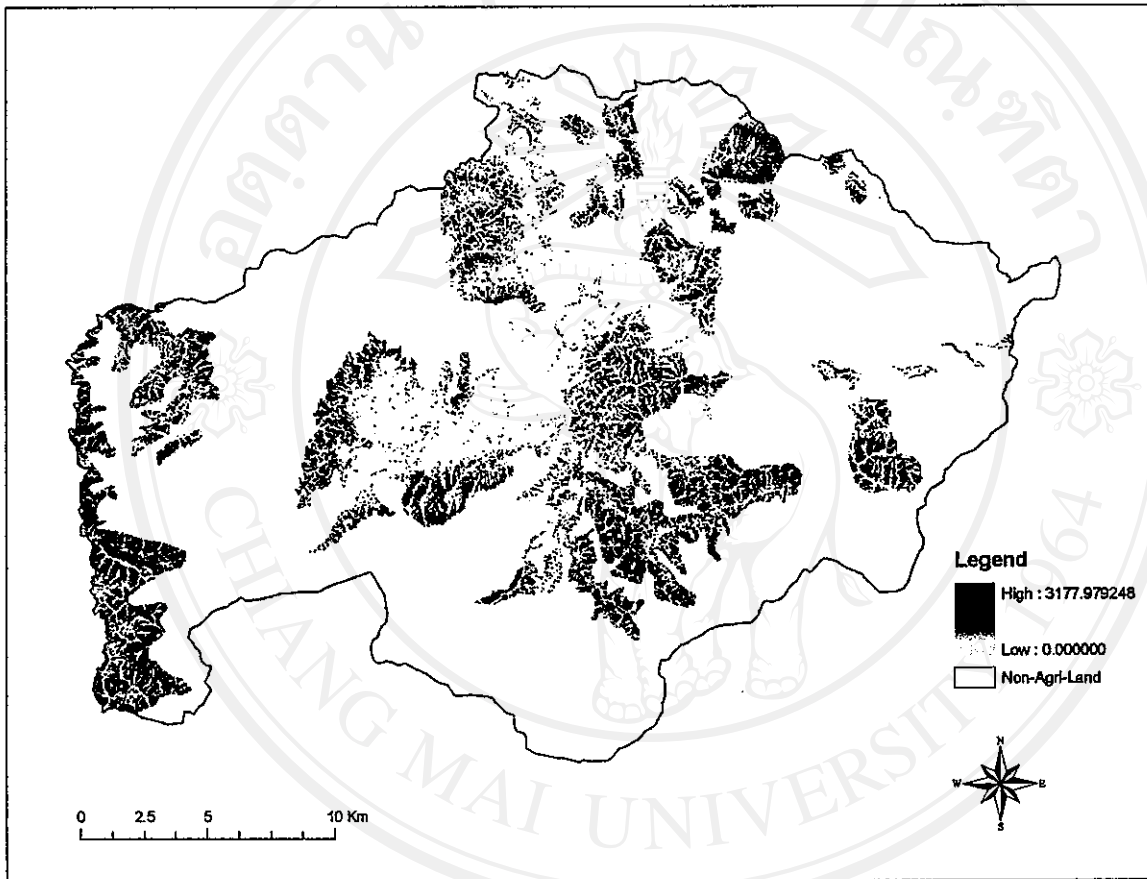 CHIANG MAI UNIVERSITY 1964
Legend
High : 3177.979248
Low : 0.000000
Non-Agri-Land
N
W E
S
0 2.5 5 10 Km